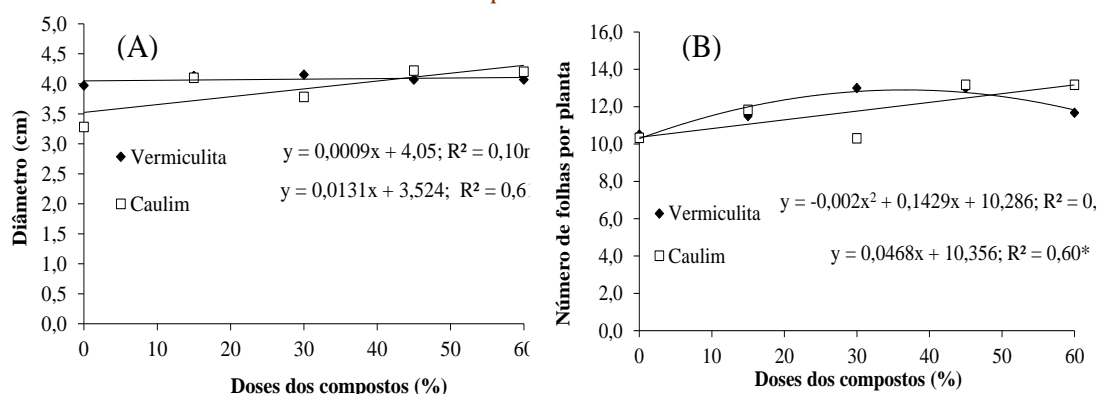 (A)
Diâmetro (cm)
5,0
4,5
4,0
3,5
3,0
2,5
2,0
1,5
1,0
0,5
0,0
Vermiculita
y = 0,0009x + 4,05; R² = 0,10n
Caulim
y = 0,0131x + 3,524; R² = 0,61
0 10 20 30 40 50 60
Doses dos compostos (%)
(B)
Número de folhas por planta
16,0
14,0
12,0
10,0
8,0
6,0
4,0
2,0
0,0
Vermiculita
y = -0,002x² + 0,1429x + 10,286; R² = 0,
Caulim
y = 0,0468x + 10,356; R² = 0,60*
0 10 20 30 40 50 60
Doses dos compostos (%)